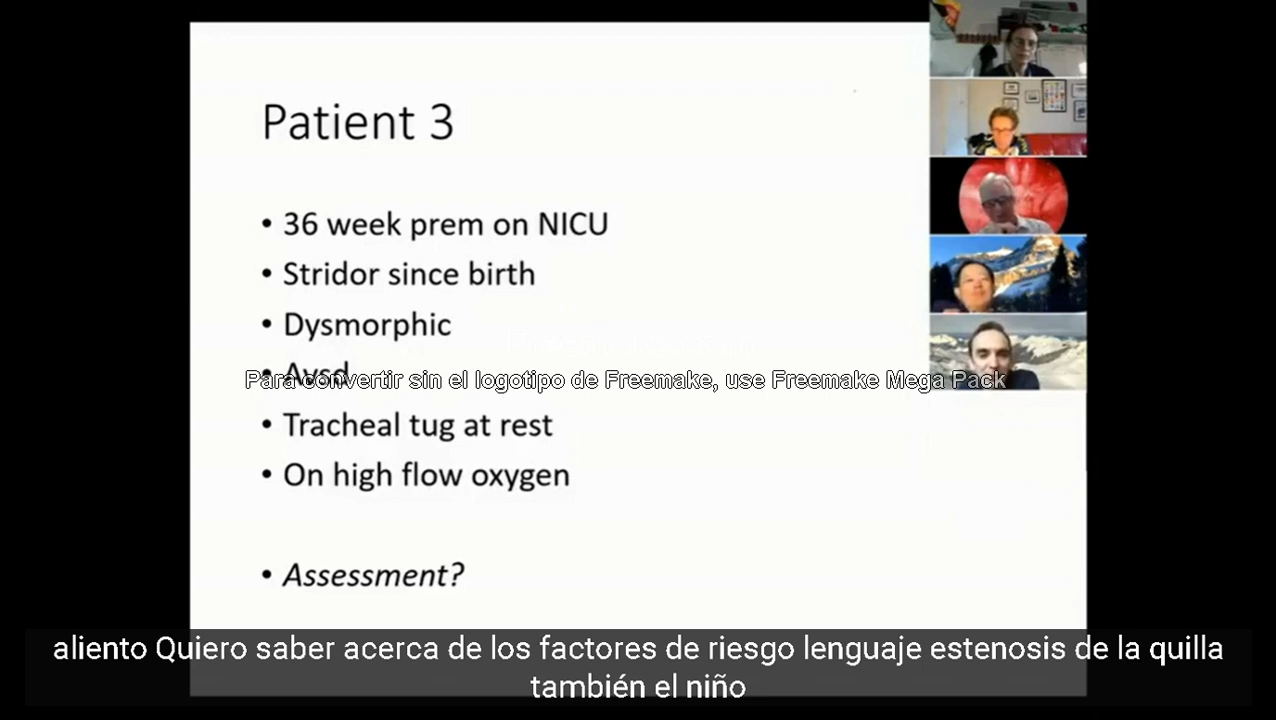 Patient 3
• 36 week prem on NICU
• Stridor since birth
• Dysmorphic
• Avsd
Para convertir sin el logotipo de Freemake, use Freemake Mega Pack
• Tracheal tug at rest
• On high flow oxygen
• Assessment?
aliento Quiero saber acerca de los factores de riesgo lenguaje estenosis de la quilla
también el niño